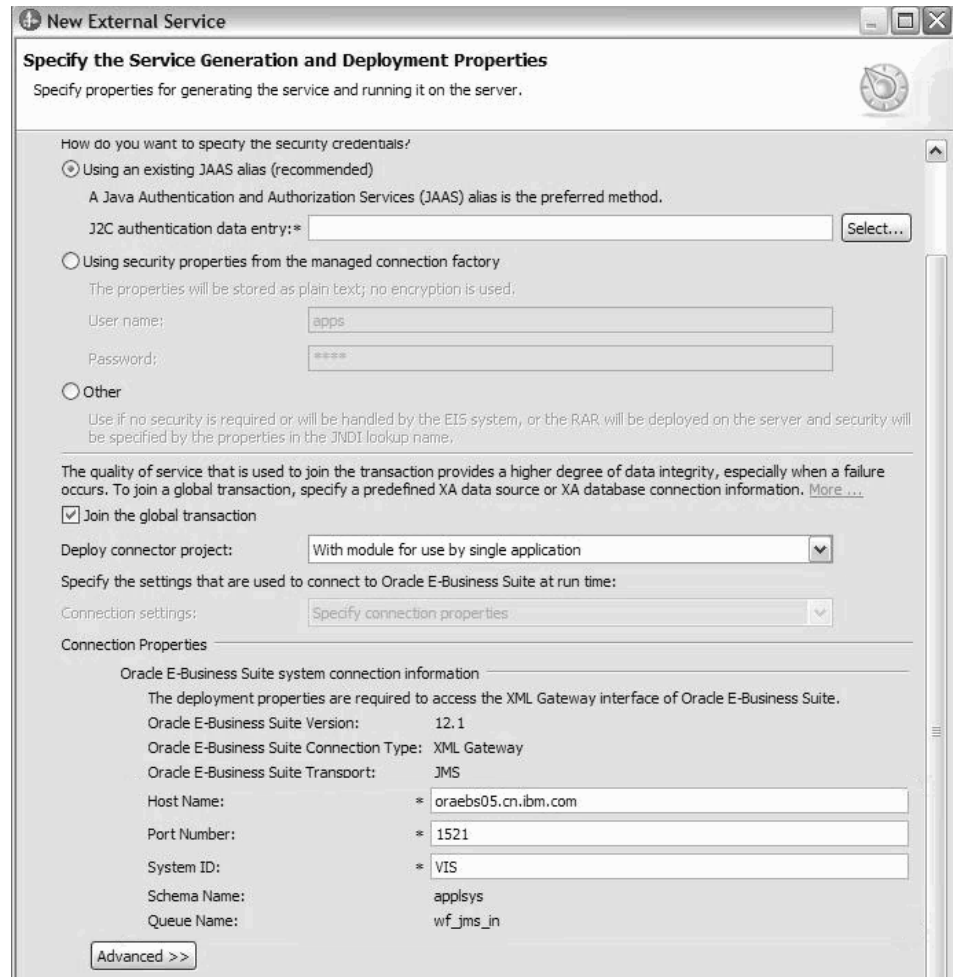 New External Service
Specify the Service Generation and Deployment Properties
Specify properties for generating the service and running it on the server.
How do you want to specify the security credentials?
Using an existing JAAS alias (recommended)
A Java Authentication and Authorization Services (JAAS) alias is the preferred method.
J2C authentication data entry:*
Select...
Using security properties from the managed connection factory
The properties will be stored as plain text; no encryption is used.
User name: apps
Password: ****
Other
Use if no security is required or will be handled by the EIS system, or the RAR will be deployed on the server and security will
be specified by the properties in the JNDI lookup name.
The quality of service that is used to join the transaction provides a higher degree of data integrity, especially when a failure
occurs. To join a global transaction, specify a predefined XA data source or XA database connection information. More ...
Join the global transaction
Deploy connector project: With module for use by single application
Specify the settings that are used to connect to Oracle E-Business Suite at run time:
Connection settings: Specify connection properties
Connection Properties
Oracle E-Business Suite system connection information
The deployment properties are required to access the XML Gateway interface of Oracle E-Business Suite.
Oracle E-Business Suite Version: 12.1
Oracle E-Business Suite Connection Type: XML Gateway
Oracle E-Business Suite Transport: JMS
Host Name: * oraebs05.cn.ibm.com
Port Number: * 1521
System ID: * VIS
Schema Name: applsys
Queue Name: wf_jms_in
Advanced >>